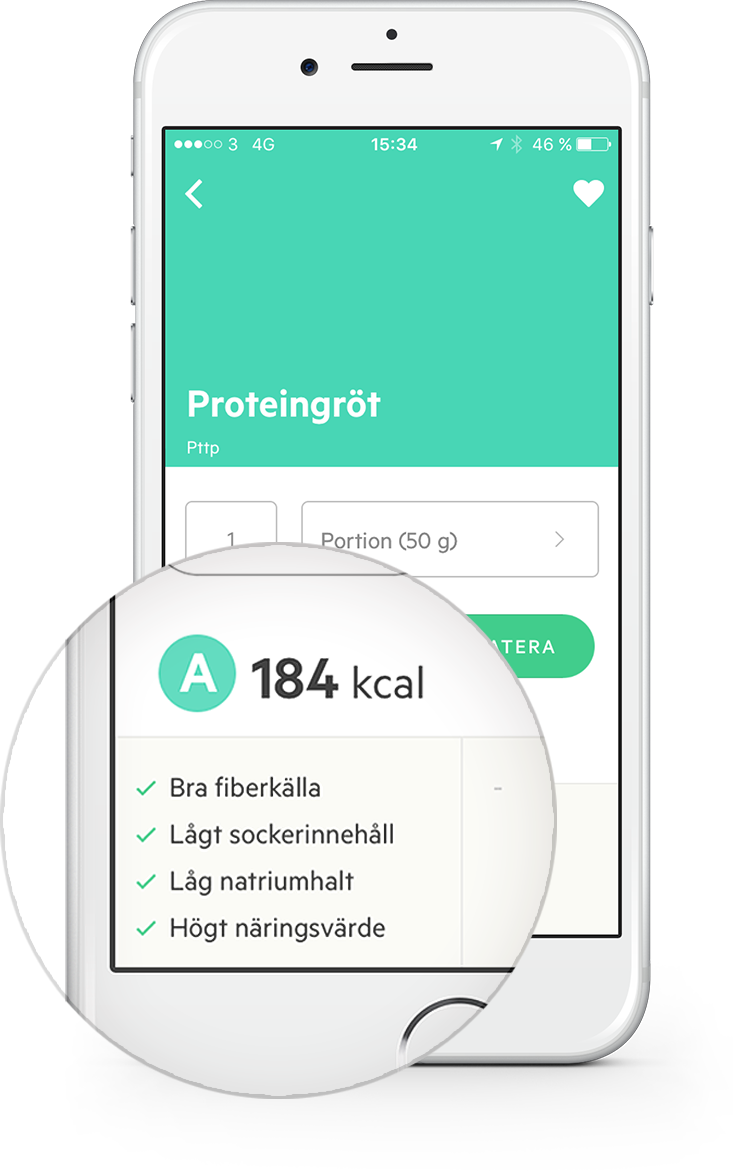 3 4G 15:34 46 %
Proteingröt
Pttp
1 Portion (50 g)
ATERA
A 184 kcal
Bra fiberkälla -
Lågt sockerinnehåll
Låg natriumhalt
Högt näringsvärde